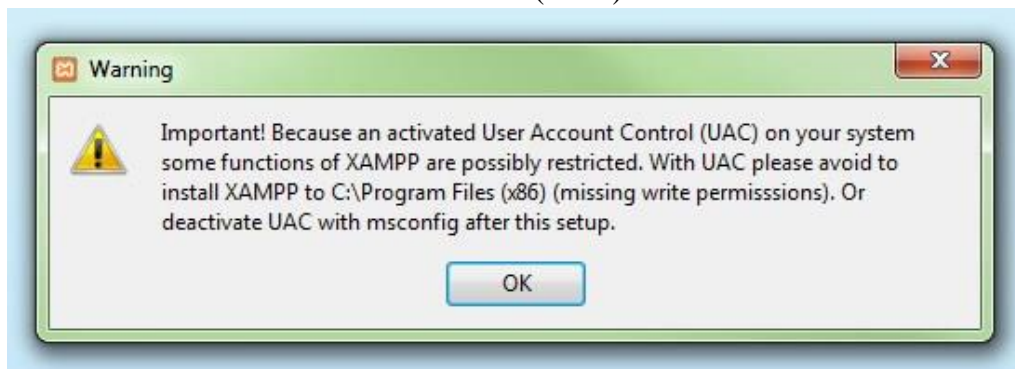 Warning
Important! Because an activated User Account Control (UAC) on your system
some functions of XAMPP are possibly restricted. With UAC please avoid to
install XAMPP to C:\Program Files (x86) (missing write permisssions). Or
deactivate UAC with msconfig after this setup.
OK